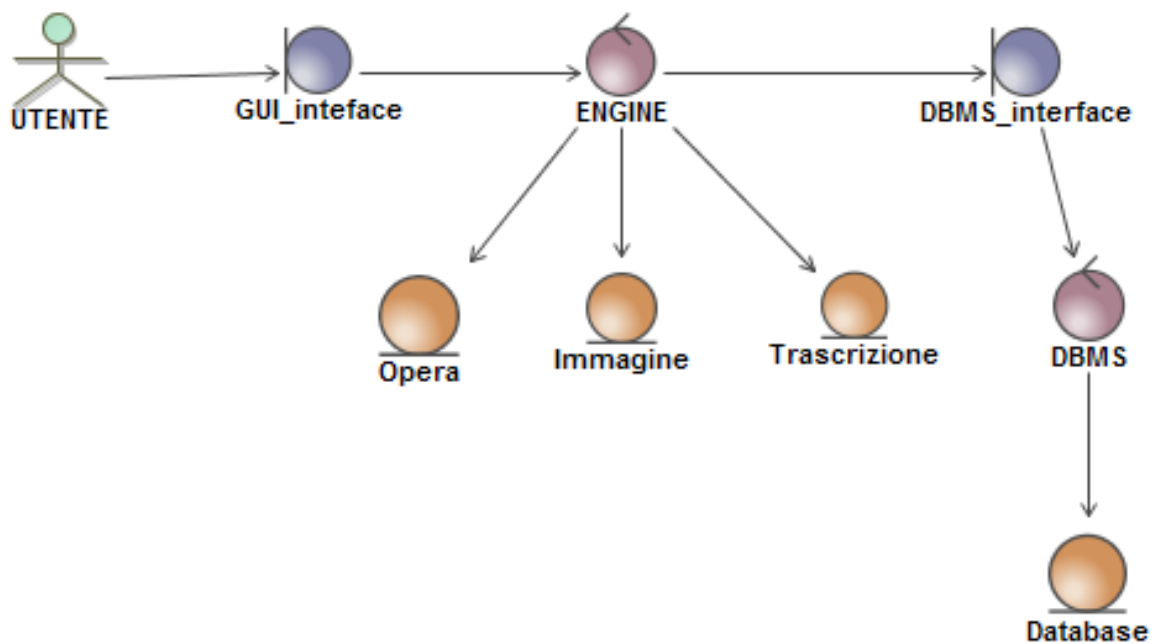 UTENTE
GUI_inteface
ENGINE
DBMS_interface
Opera
Immagine
Trascrizione
DBMS
Database